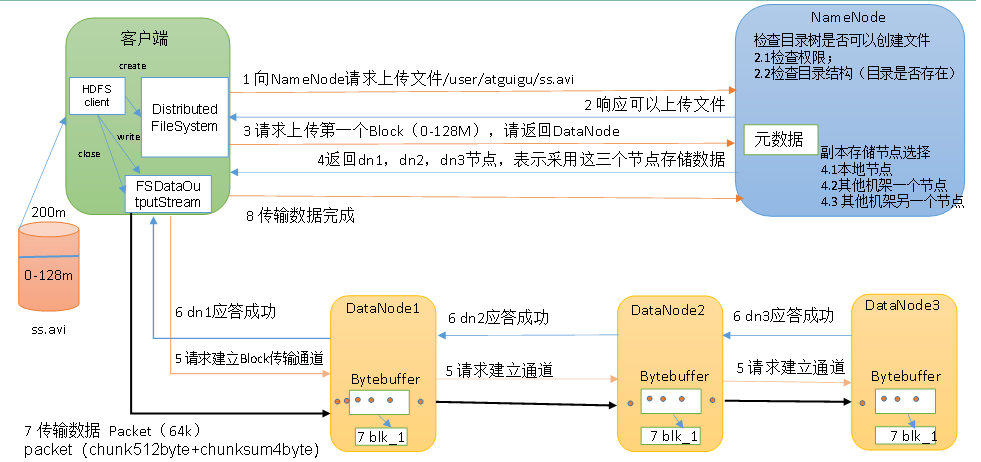 客户端
create
HDFS
client
Distributed
FileSystem
write
close
FSDataOu
tputStream
200m
0-128m
ss.avi
1 向NameNode请求上传文件/user/atguigu/ss.avi
2 响应可以上传文件
3 请求上传第一个Block（0-128M），请返回DataNode
4返回dn1，dn2，dn3节点，表示采用这三个节点存储数据
8 传输数据完成
NameNode
检查目录树是否可以创建文件
2.1检查权限；
2.2检查目录结构（目录是否存在）
元数据
副本存储节点选择
4.1本地节点
4.2其他机架一个节点
4.3 其他机架另一个节点
6 dn1应答成功
5 请求建立Block传输通道
DataNode1
Bytebuffer
7 blk_1
6 dn2应答成功
5 请求建立通道
DataNode2
Bytebuffer
7 blk_1
6 dn3应答成功
5 请求建立通道
DataNode3
Bytebuffer
7 blk_1
7 传输数据 Packet（64k）
packet (chunk512byte+chunksum4byte)